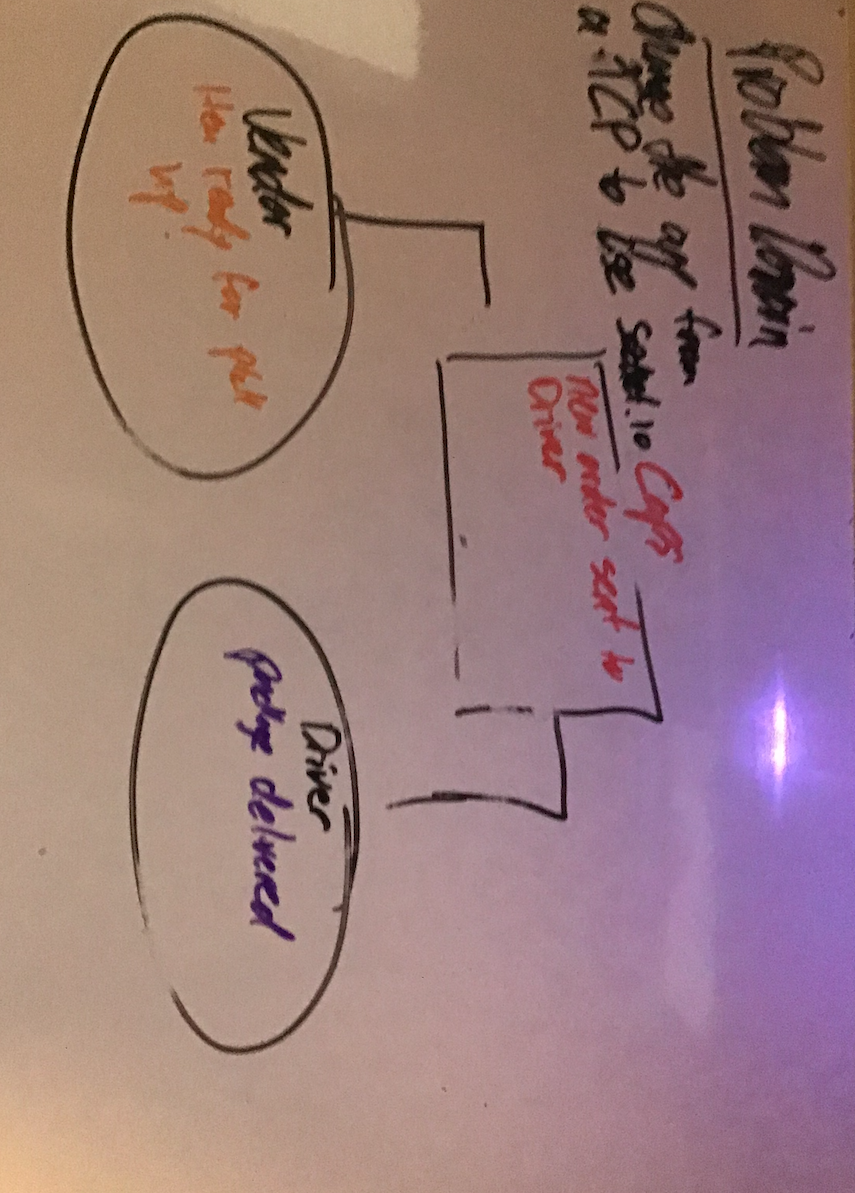 Problem Domain
Change the app from
a TCP to use socket.io
Caps
new order sent to
Driver
Vendor
Item ready for pick
up.
Driver
package delivered